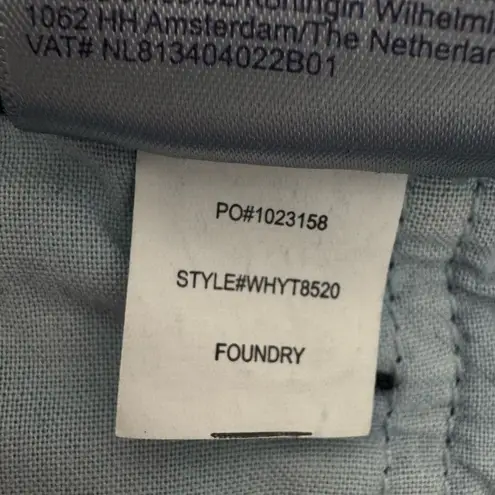 1062 HH Amsterdam/The Netherlan
VAT# NL813404022B01
PO#1023158
STYLE#WHYT8520
FOUNDRY